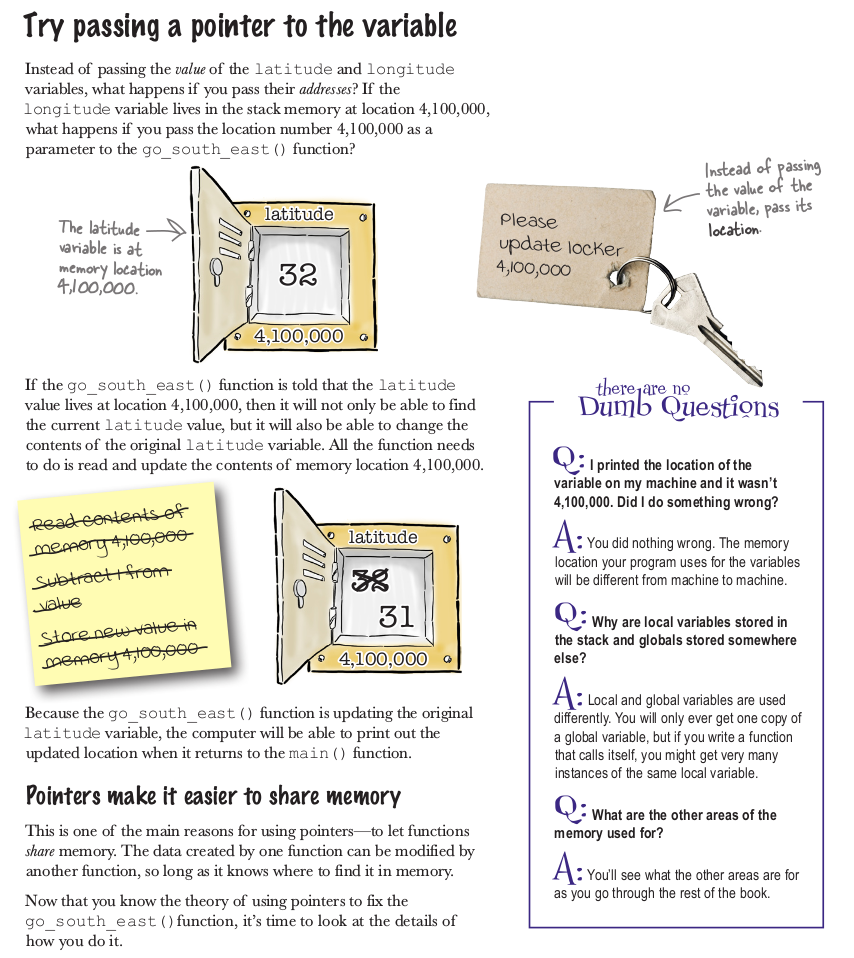 Try passing a pointer to the variable
Instead of passing the value of the latitude and longitude
variables, what happens if you pass their addresses? If the
longitude variable lives in the stack memory at location 4,100,000,
what happens if you pass the location number 4,100,000 as a
parameter to the go_south_east() function?
The latitude
variable is at
memory location
4,100,000.
latitude
32
4,100,000
Please
update locker
4,100,000
Instead of passing
the value of the
variable, pass its
location.
If the go_south_east() function is told that the latitude
value lives at location 4,100,000, then it will not only be able to find
the current latitude value, but it will also be able to change the
contents of the original latitude variable. All the function needs
to do is read and update the contents of memory location 4,100,000.
Read contents of
memory 4,100,000
Subtract 1 from
value
Store new value in
memory 4,100,000
latitude
32
31
4,100,000
Because the go_south_east() function is updating the original
latitude variable, the computer will be able to print out the
updated location when it returns to the main() function.
Pointers make it easier to share memory
This is one of the main reasons for using pointers—to let functions
share memory. The data created by one function can be modified by
another function, so long as it knows where to find it in memory.
Now that you know the theory of using pointers to fix the
go_south_east()function, it's time to look at the details of
how you do it.
there are no
Dumb Questions
Q: I printed the location of the
variable on my machine and it wasn't
4,100,000. Did I do something wrong?
A: You did nothing wrong. The memory
location your program uses for the variables
will be different from machine to machine.
Q: Why are local variables stored in
the stack and globals stored somewhere
else?
A: Local and global variables are used
differently. You will only ever get one copy of
a global variable, but if you write a function
that calls itself, you might get very many
instances of the same local variable.
Q: What are the other areas of the
memory used for?
A: You'll see what the other areas are for
as you go through the rest of the book.